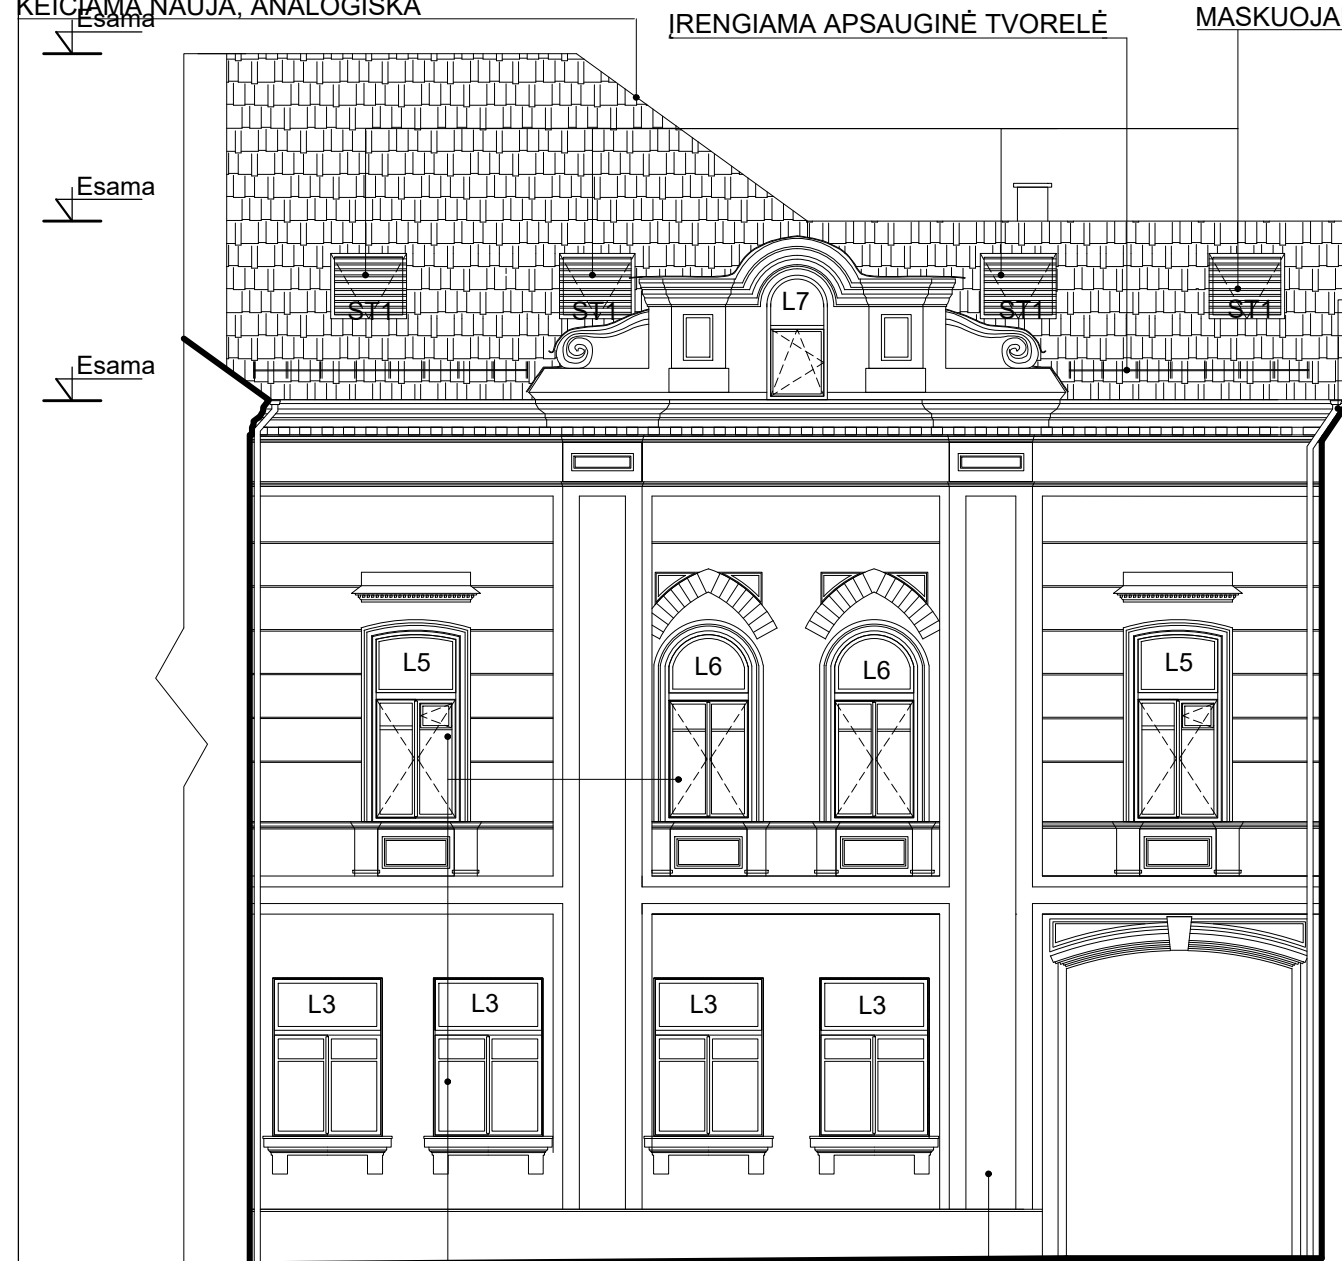 KEIČIAMA NAUJA, ANALOGIŠKA
Esama
ĮRENGIAMA APSAUGINĖ TVORELĖ
MASKUOJA
Esama
ST1
ST1
L7
ST1
ST1
Esama
L5
L6
L6
L5
L3
L3
L3
L3